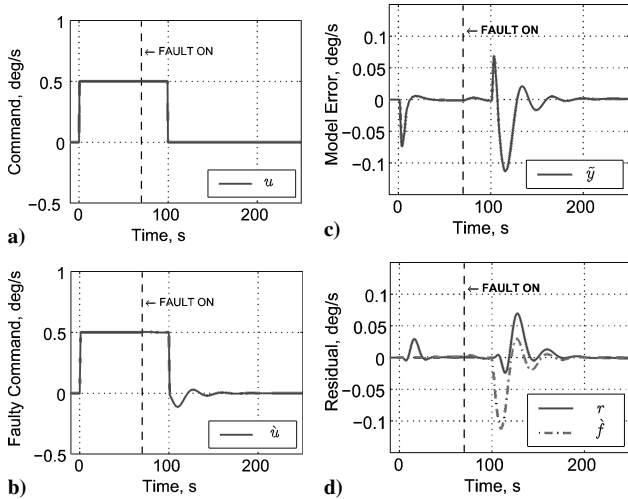 1
0.5
0
−0.5
0
100
200
Command, deg/s
Time, s
← FAULT ON
u
a)
1
0.5
0
−0.5
0
100
200
Faulty Command, deg/s
Time, s
← FAULT ON
ù
b)
0.1
0.05
0
−0.05
−0.1
0
100
200
Model Error, deg/s
Time, s
← FAULT ON
ỹ
c)
0.1
0.05
0
−0.05
−0.1
0
100
200
Residual, deg/s
Time, s
← FAULT ON
r
f̂
d)